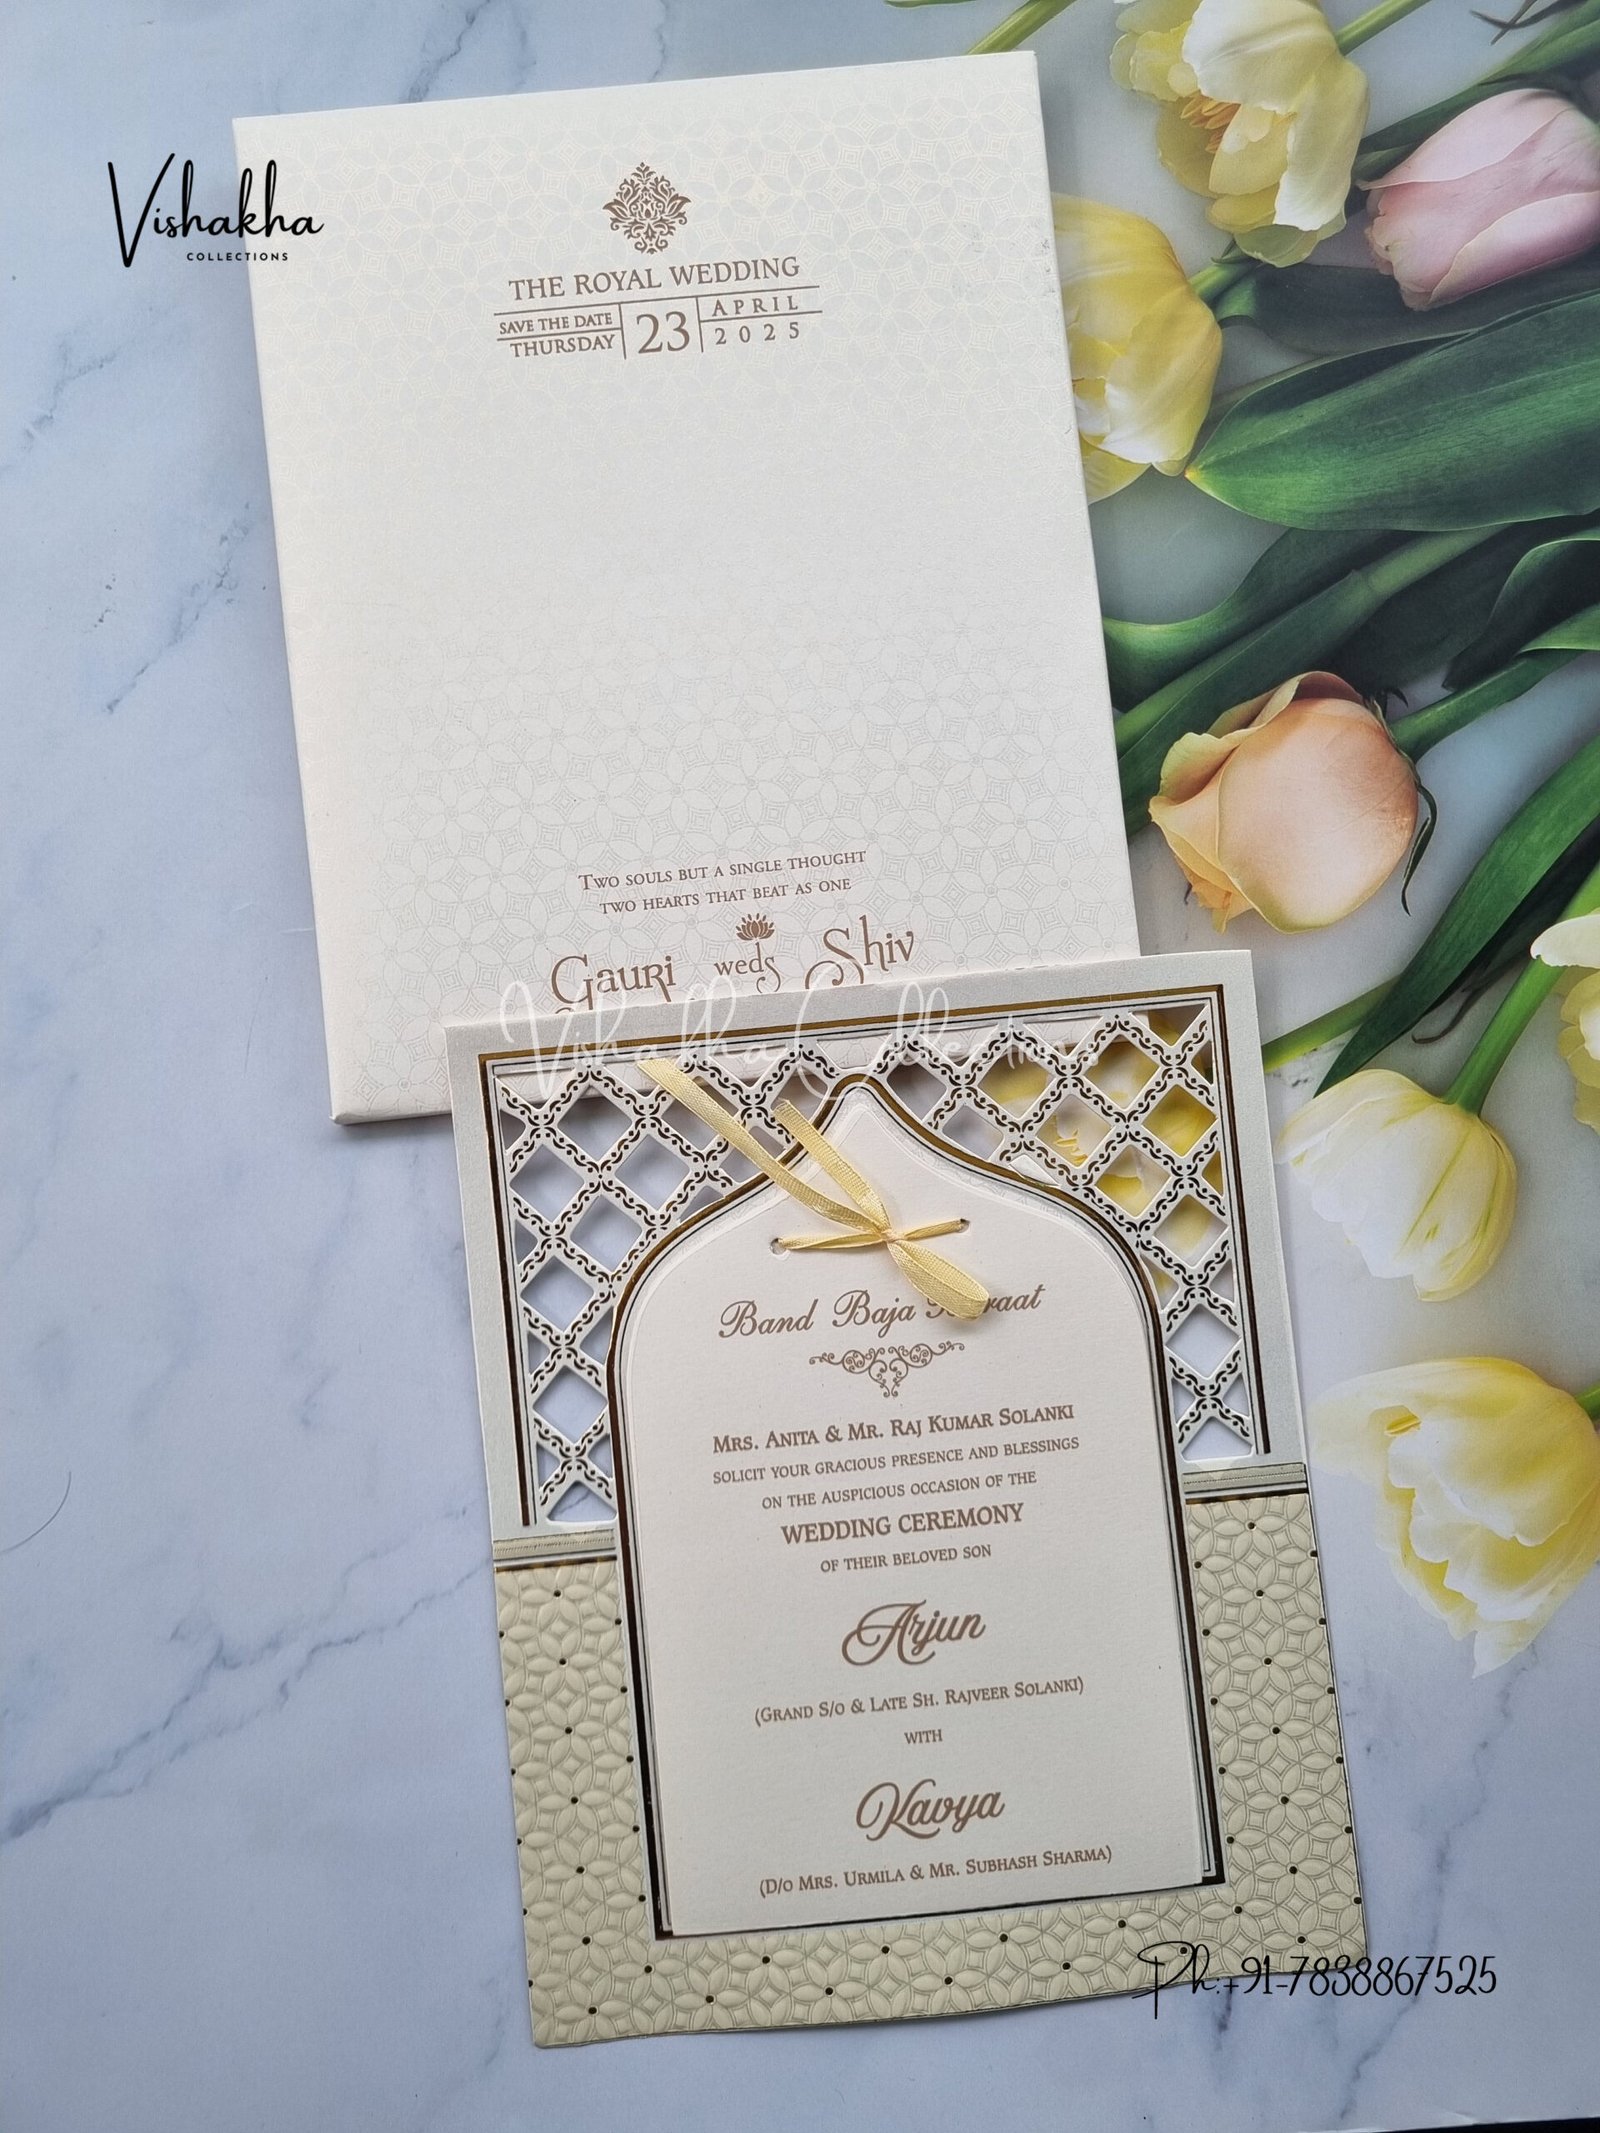 Vishakha
COLLECTIONS
THE ROYAL WEDDING
SAVE THE DATE
THURSDAY
23
APRIL
2025
TWO SOULS BUT A SINGLE THOUGHT
TWO HEARTS THAT BEAT AS ONE
Gauri weds Shiv
Vishakha Collections
Band Baja
MRS. ANITA & MR. RAJ KUMAR SOLANKI
SOLICIT YOUR GRACIOUS PRESENCE AND BLESSINGS
ON THE AUSPICIOUS OCCASION OF THE
WEDDING CEREMONY
OF THEIR BELOVED SON
Arjun
(GRAND S/O & LATE SH. RAJVEER SOLANKI)
WITH
Kavya
(D/O MRS. URMILA & MR. SUBHASH SHARMA)
Ph:+91-7838867525